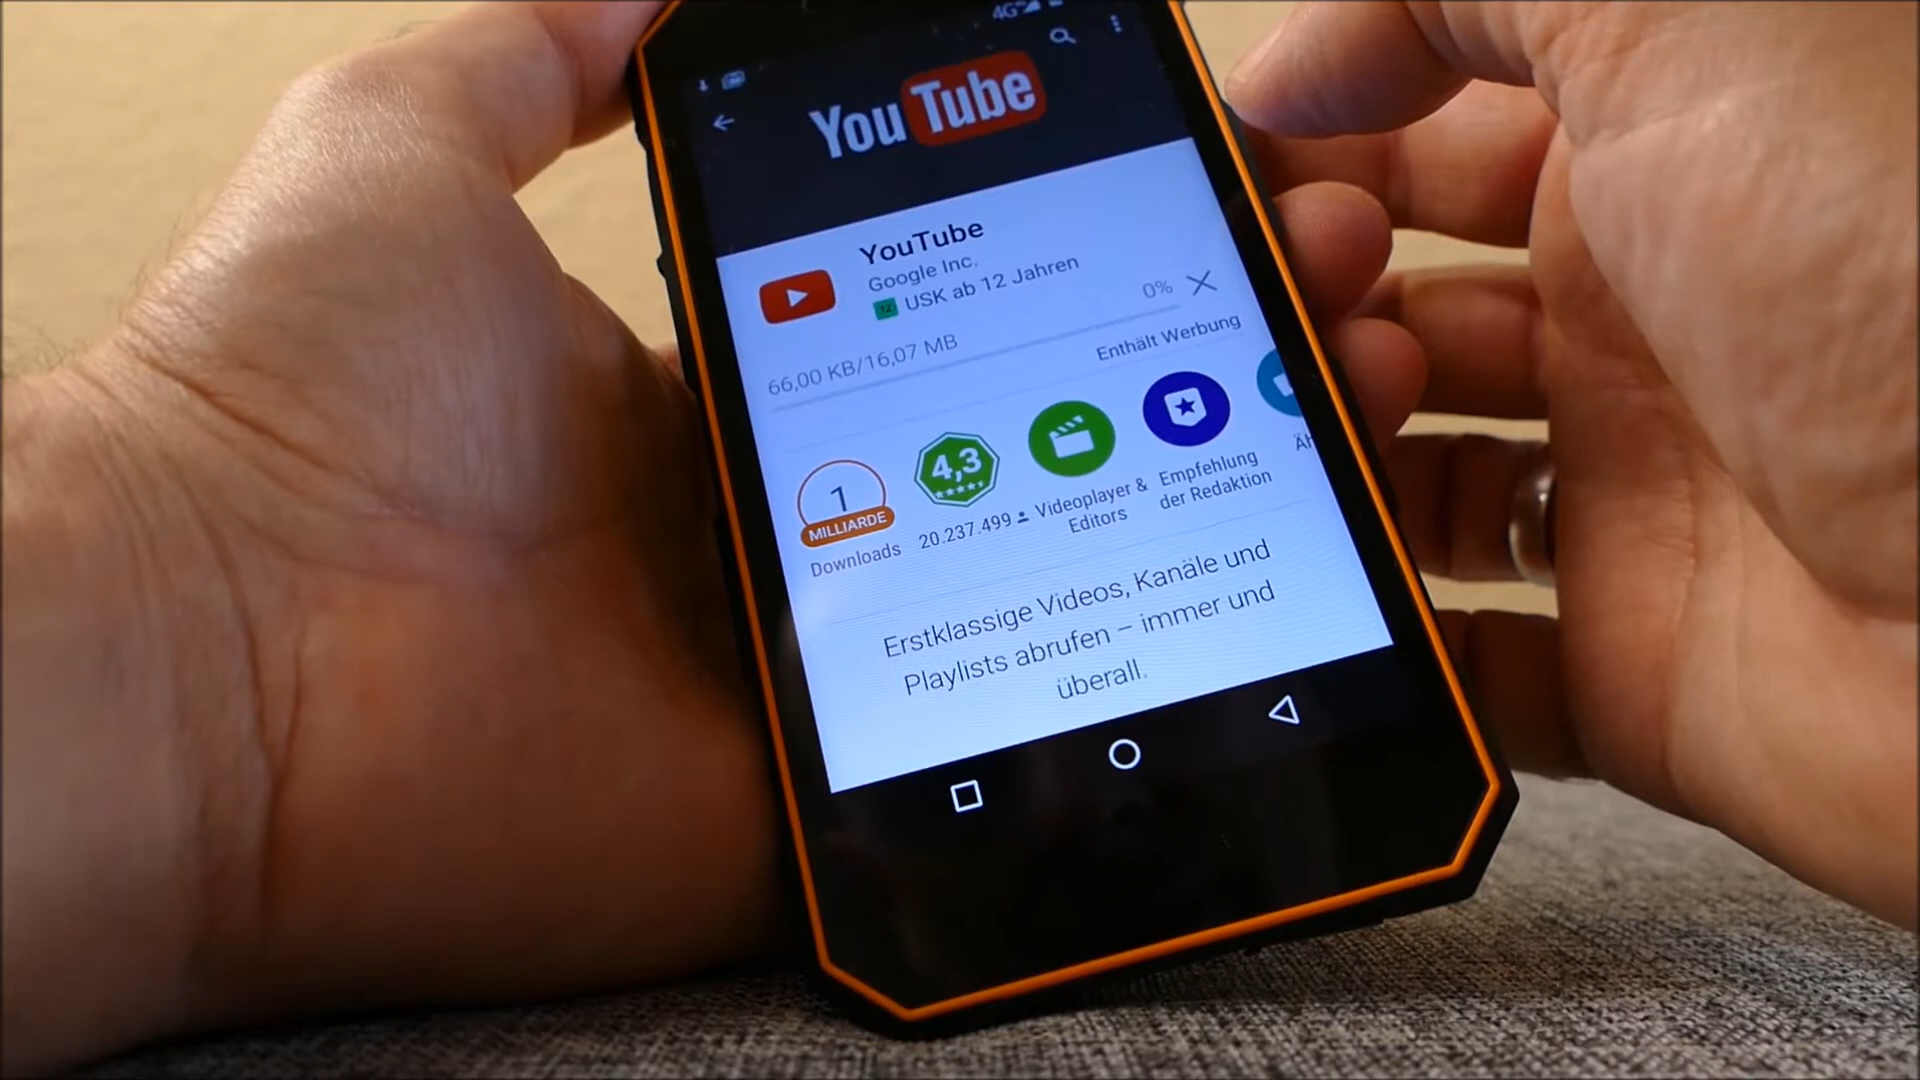 4G
YouTube
YouTube
Google Inc.
12 USK ab 12 Jahren
0%
66,00 KB/16,07 MB
Enthält Werbung
1
MILLIARDE
Downloads
4,3
20.237.499
Videoplayer &
Editors
Empfehlung
der Redaktion
Äh
Erstklassige Videos, Kanäle und
Playlists abrufen – immer und
überall.